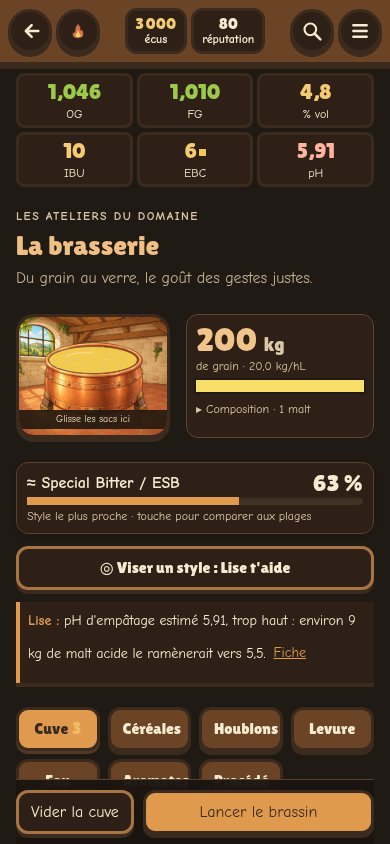 3 000
écus
80
réputation
1,046
OG
1,010
FG
4,8
% vol
10
IBU
6
EBC
5,91
pH
LES ATELIERS DU DOMAINE
La brasserie
Du grain au verre, le goût des gestes justes.
Glisse les sacs ici
200 kg
de grain · 20,0 kg/hL
▸ Composition · 1 malt
≈ Special Bitter / ESB 63 %
Style le plus proche · touche pour comparer aux plages
◎ Viser un style : Lise t'aide
Lise : pH d'empâtage estimé 5,91, trop haut : environ 9
kg de malt acide le ramènerait vers 5,5. Fiche
Cuve 3 Céréales Houblons Levure
Eau Aromates Procédé
Vider la cuve Lancer le brassin